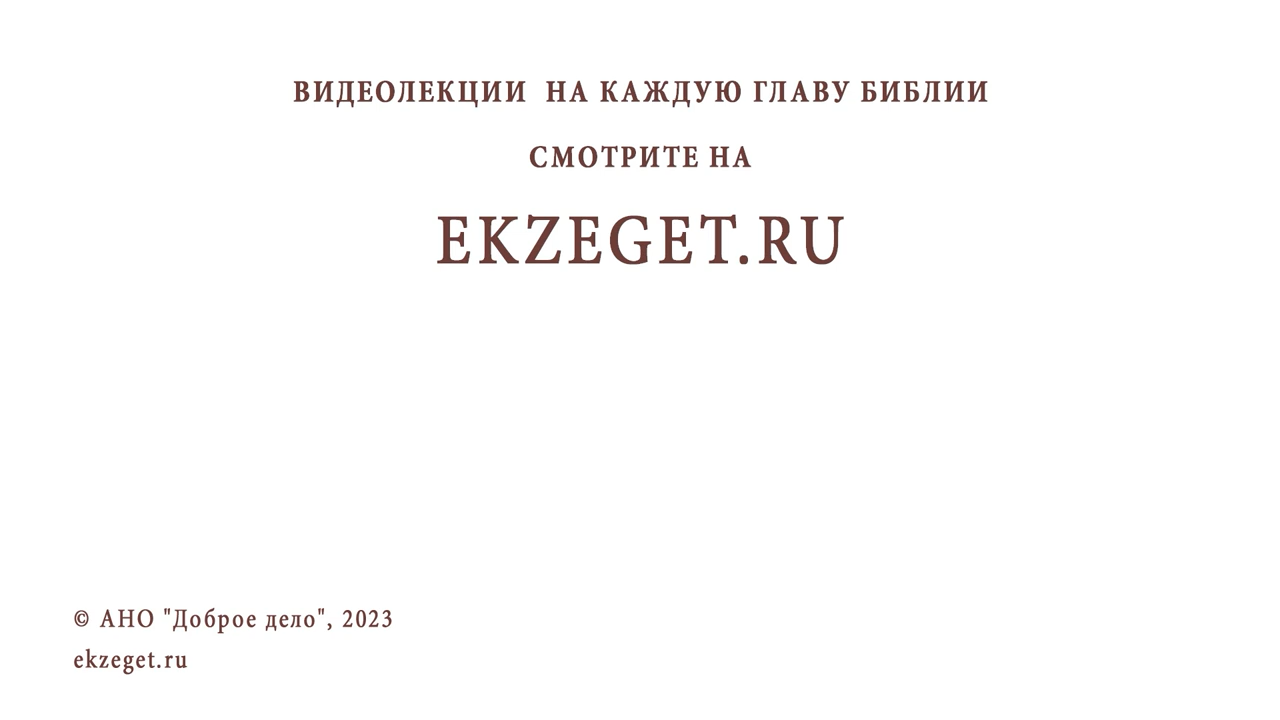 ВИДЕОЛЕКЦИИ НА КАЖДУЮ ГЛАВУ БИБЛИИ
СМОТРИТЕ НА
EKZEGET.RU
© АНО "Доброе дело", 2023
ekzeget.ru